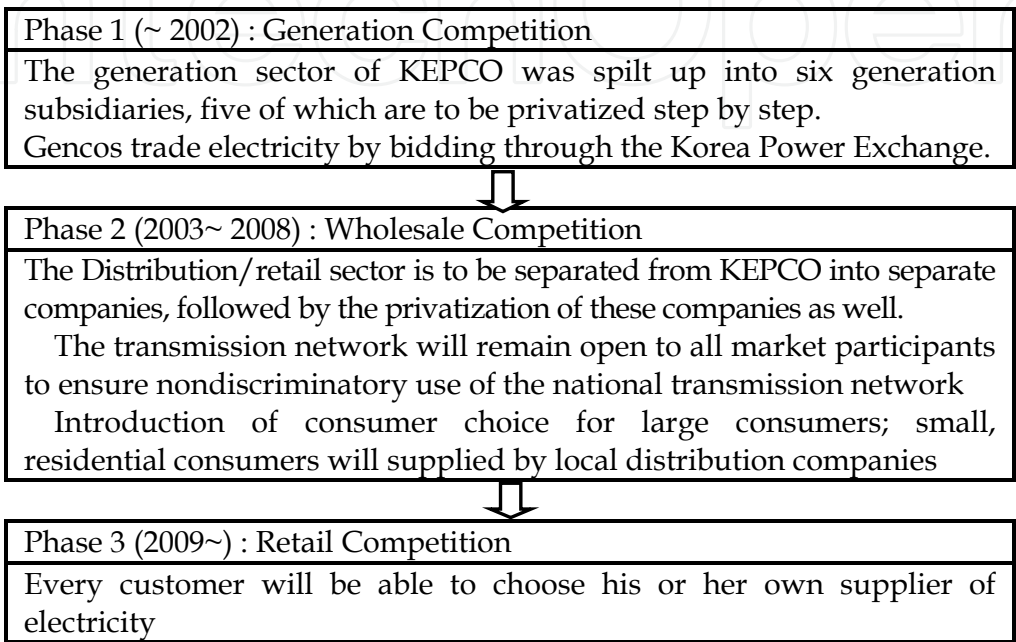 Phase 1 (~ 2002) : Generation Competition
The generation sector of KEPCO was spilt up into six generation
subsidiaries, five of which are to be privatized step by step.
Gencos trade electricity by bidding through the Korea Power Exchange.
Phase 2 (2003~ 2008) : Wholesale Competition
The Distribution/retail sector is to be separated from KEPCO into separate
companies, followed by the privatization of these companies as well.
The transmission network will remain open to all market participants
to ensure nondiscriminatory use of the national transmission network
Introduction of consumer choice for large consumers; small,
residential consumers will supplied by local distribution companies
Phase 3 (2009~) : Retail Competition
Every customer will be able to choose his or her own supplier of
electricity